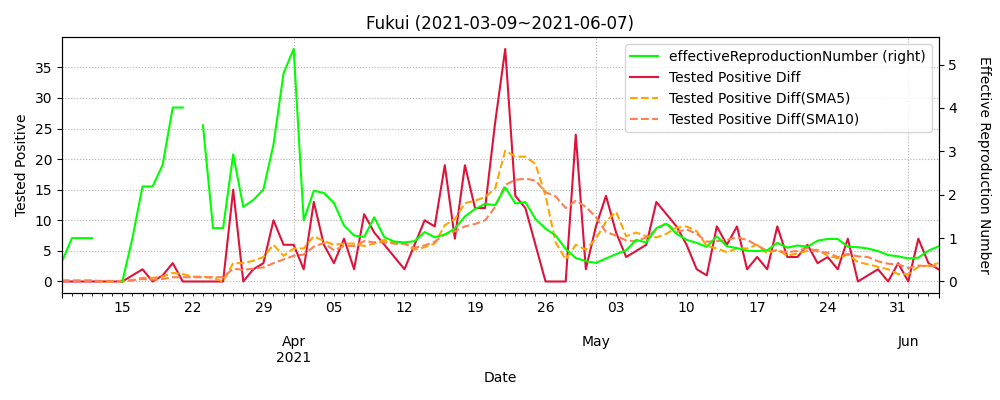 Fukui (2021-03-09~2021-06-07)
effectiveReproductionNumber (right)
Tested Positive Diff
Tested Positive Diff(SMA5)
Tested Positive Diff(SMA10)
Tested Positive
35
30
25
20
15
10
5
0
5
4
3
2
1
0
Effective Reproduction Number
15 22 29 05 12 19 26 03 10 17 24 31
Apr May Jun
2021
Date